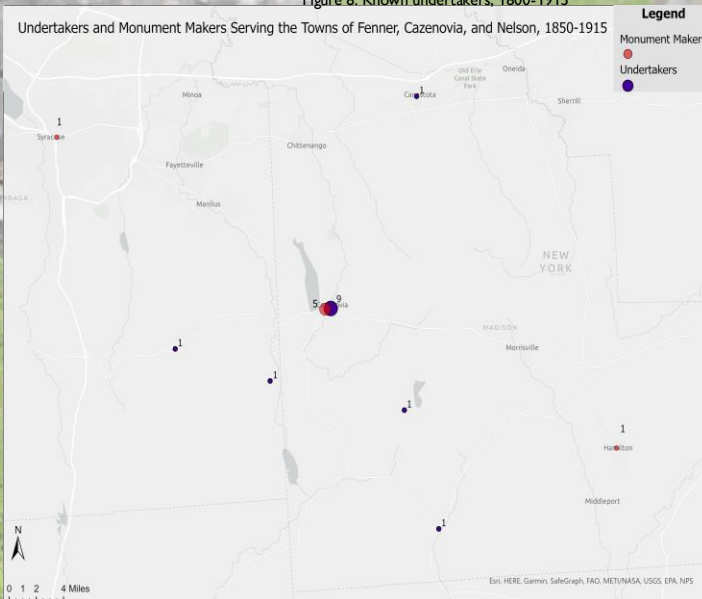 Figure 8. Known undertakers, 1800-1915
Undertakers and Monument Makers Serving the Towns of Fenner, Cazenovia, and Nelson, 1850-1915
Legend
Monument Maker
Undertakers
Old Erie
Canal State
Park
Oneida
Minoa
1
Sherrill
1
Syracuse
Chittenango
Fayetteville
Manlius
NEW
YORK
5
9
MADISON
Morrisville
1
1
1
1
Hamilton
Middleport
1
N
0 1 2 4 Miles
Esri, HERE, Garmin, SafeGraph, FAO, METI/NASA, USGS, EPA, NPS